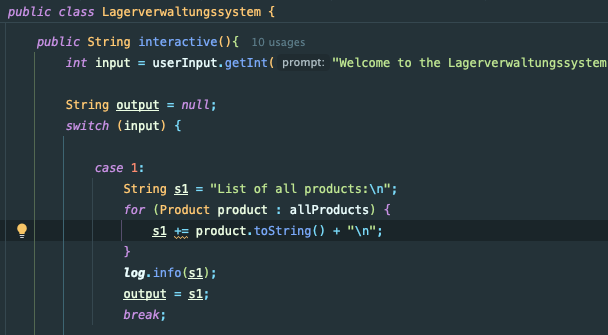 public class Lagerverwaltungssystem {
public String interactive(){ 10 usages
int input = userInput.getInt( prompt: "Welcome to the Lagerverwaltungssystem
String output = null;
switch (input) {
case 1:
String s1 = "List of all products:\n";
for (Product product : allProducts) {
s1 += product.toString() + "\n";
}
log.info(s1);
output = s1;
break;